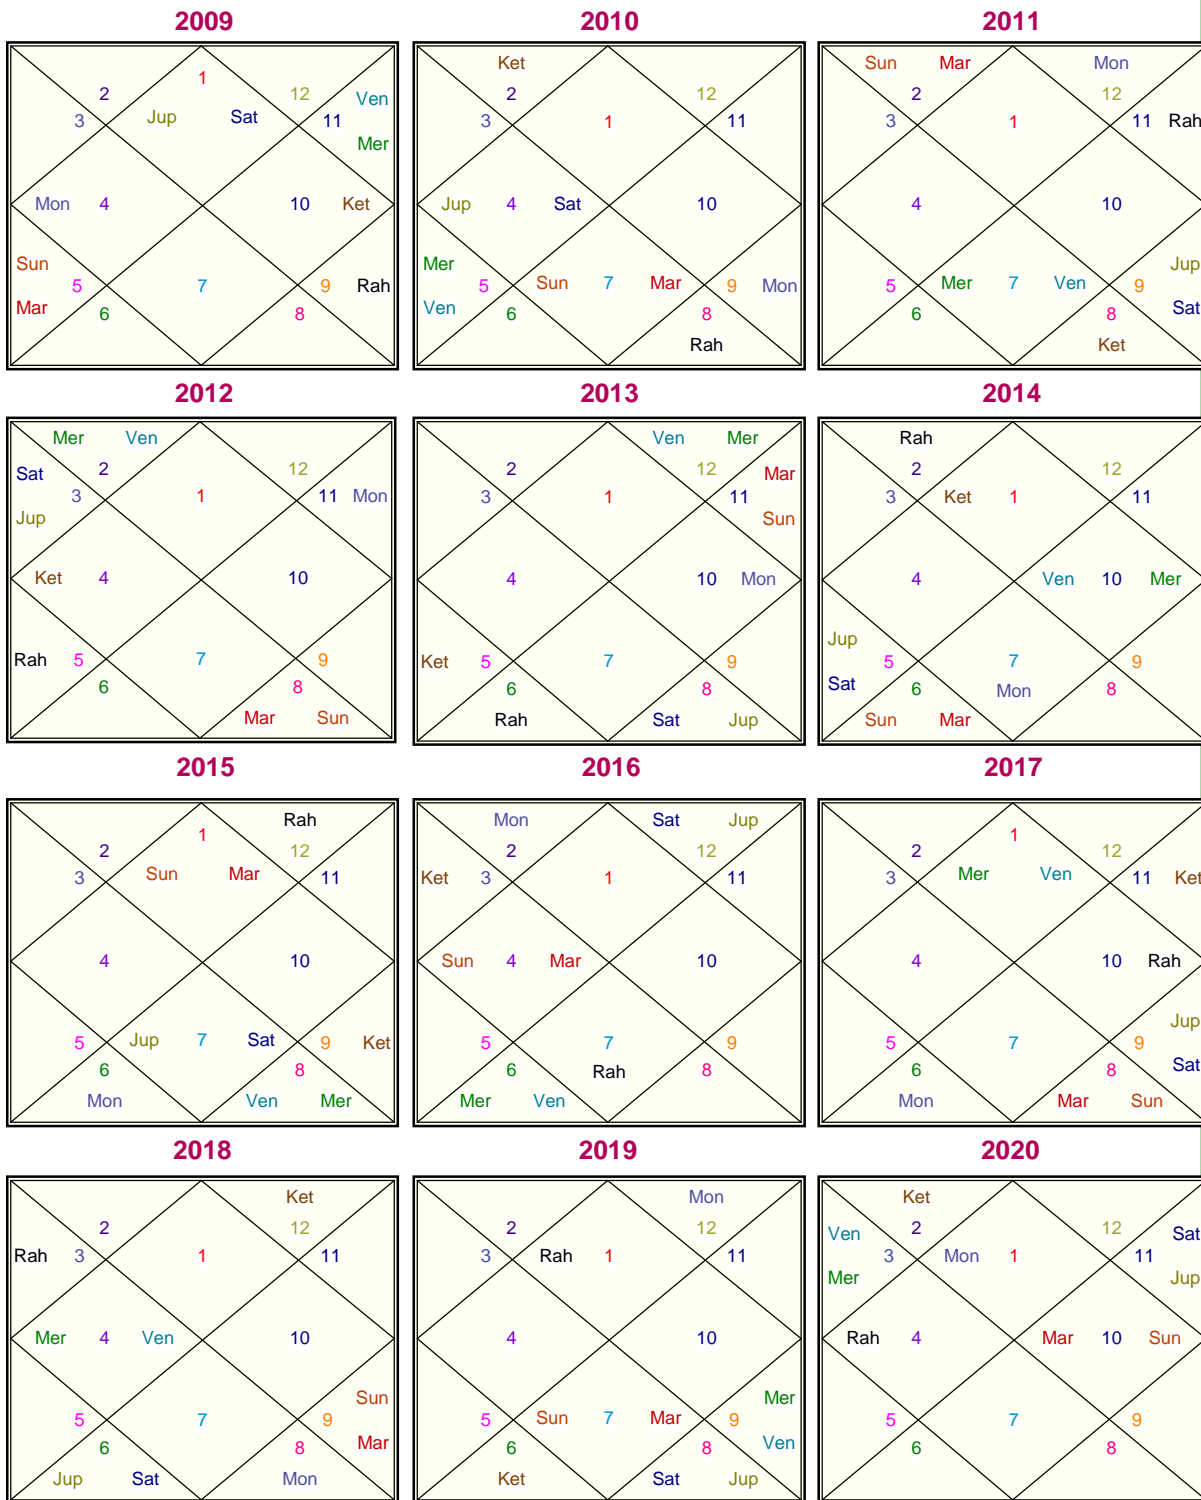 2009 2010 2011
Ket Sun Mar Mon
1
2 12 Ven 2 12 2 12
3 Jup Sat 11 3 1 11 3 1 11 Rah
Mer
Mon 4 10 Ket Jup 4 Sat 10 4 10
Sun Mer Jup
5 7 9 Rah 5 Sun 7 Mar 9 Mon 5 Mer 7 Ven 9
Mar Ven Sat
6 8 6 8 6 8
Rah Ket
2012 2013 2014
Mer Ven Ven Mer Rah
Sat 2 12 2 12 Mar 2 12
3 1 11 Mon 3 1 11 3 Ket 1 11
Jup Sun
Ket 4 10 4 10 Mon 4 Ven 10 Mer
Jup
Rah 5 7 9 Ket 5 7 9 5 7 9
Sat
6 8 6 8 6 Mon 8
Mar Sun Rah Sat Jup Sun Mar
2015 2016 2017
Rah Mon Sat Jup
1 1
2 12 2 12 2 12
3 Sun Mar 11 Ket 3 1 11 3 Mer Ven 11 Ket
4 10 Sun 4 Mar 10 4 10 Rah
Jup
5 Jup 7 Sat 9 Ket 5 7 9 5 7 9
Sat
6 8 6 Rah 8 6 8
Mon Ven Mer Mer Ven Mon Mar Sun
2018 2019 2020
Ket Mon Ket
2 12 2 12 Ven 2 12 Sat
Rah 3 1 11 3 Rah 1 11 3 Mon 1 11
Mer Jup
Mer 4 Ven 10 4 10 Rah 4 Mar 10 Sun
Sun Mer
5 7 9 5 Sun 7 Mar 9 5 7 9
Mar Ven
6 8 6 8 6 8
Jup Sat Mon Ket Sat Jup